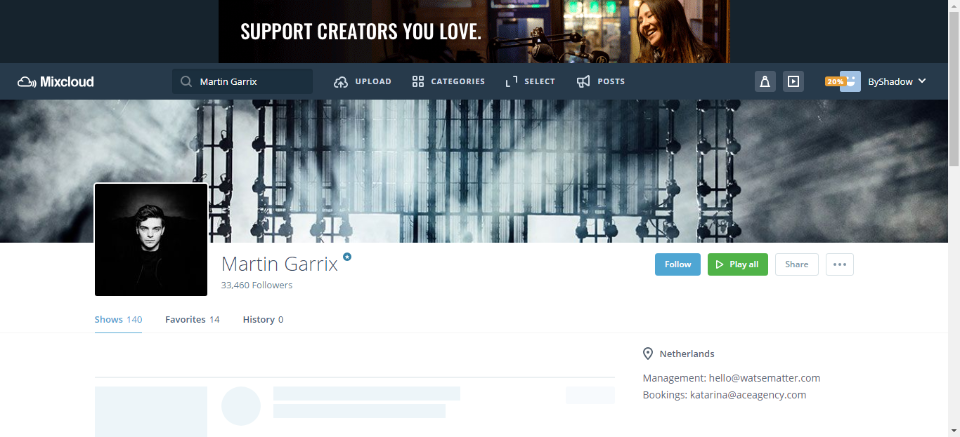 SUPPORT CREATORS YOU LOVE.
Mixcloud Martin Garrix UPLOAD CATEGORIES SELECT POSTS 20% ByShadow
Martin Garrix
Follow Play all Share
33,460 Followers
Shows 140 Favorites 14 History 0
Netherlands
Management: hello@watsematter.com
Bookings: katarina@aceagency.com